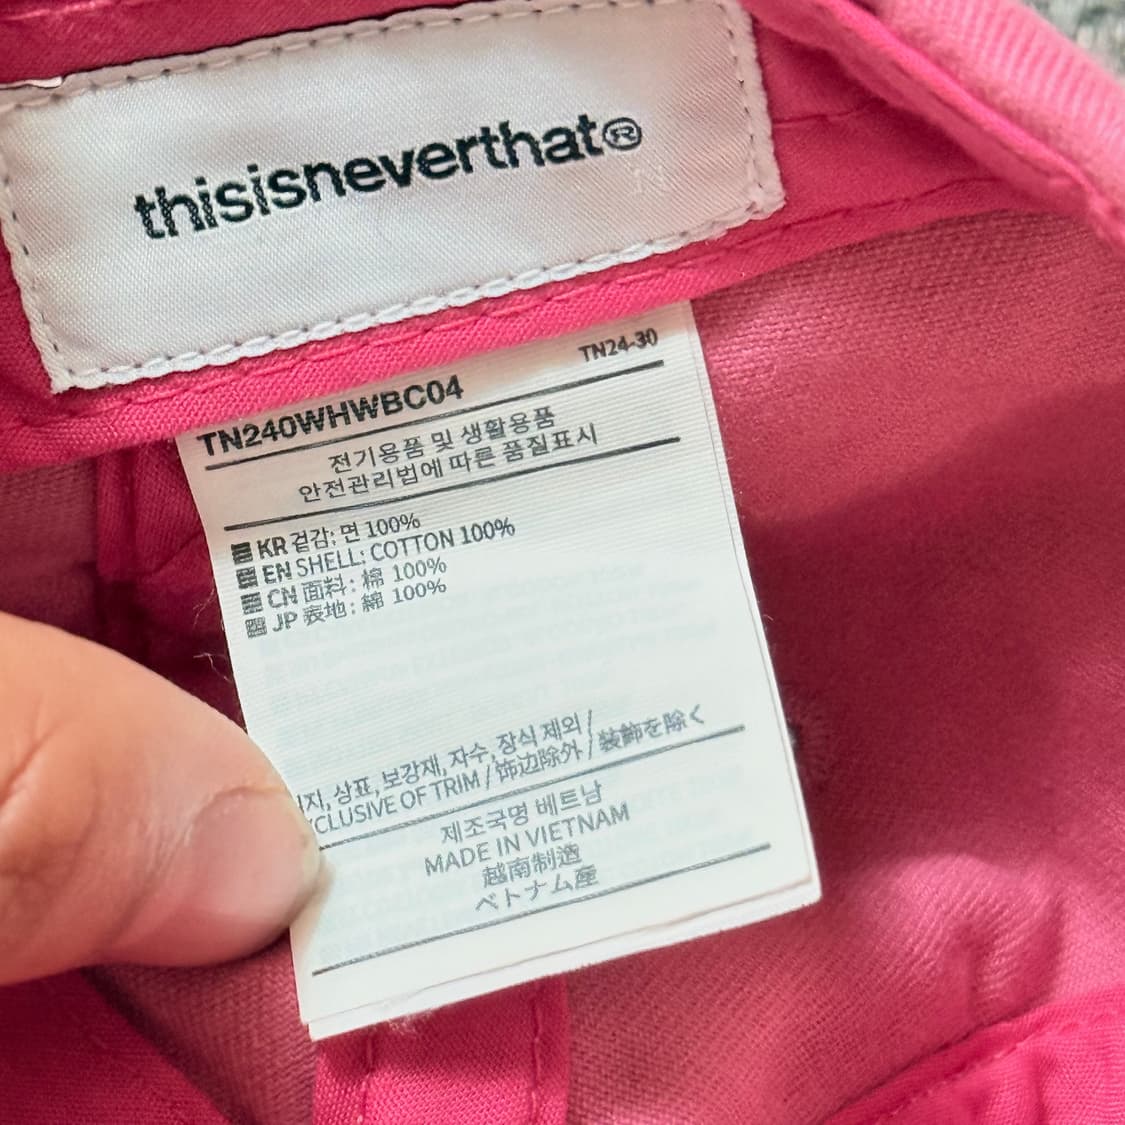 thisisneverthat®
TN24-30
TN240WHWBC04
전기용품 및 생활용품
안전관리법에 따른 품질표시
KR 겉감: 면 100%
EN SHELL: COTTON 100%
CN 面料: 棉 100%
JP 表地: 綿 100%
상표, 보강재, 자수, 장식 제외/
OF TRIM / 饰边除外 / 装飾を除く
제조국명 베트남
MADE IN VIETNAM
越南制造
ベトナム産